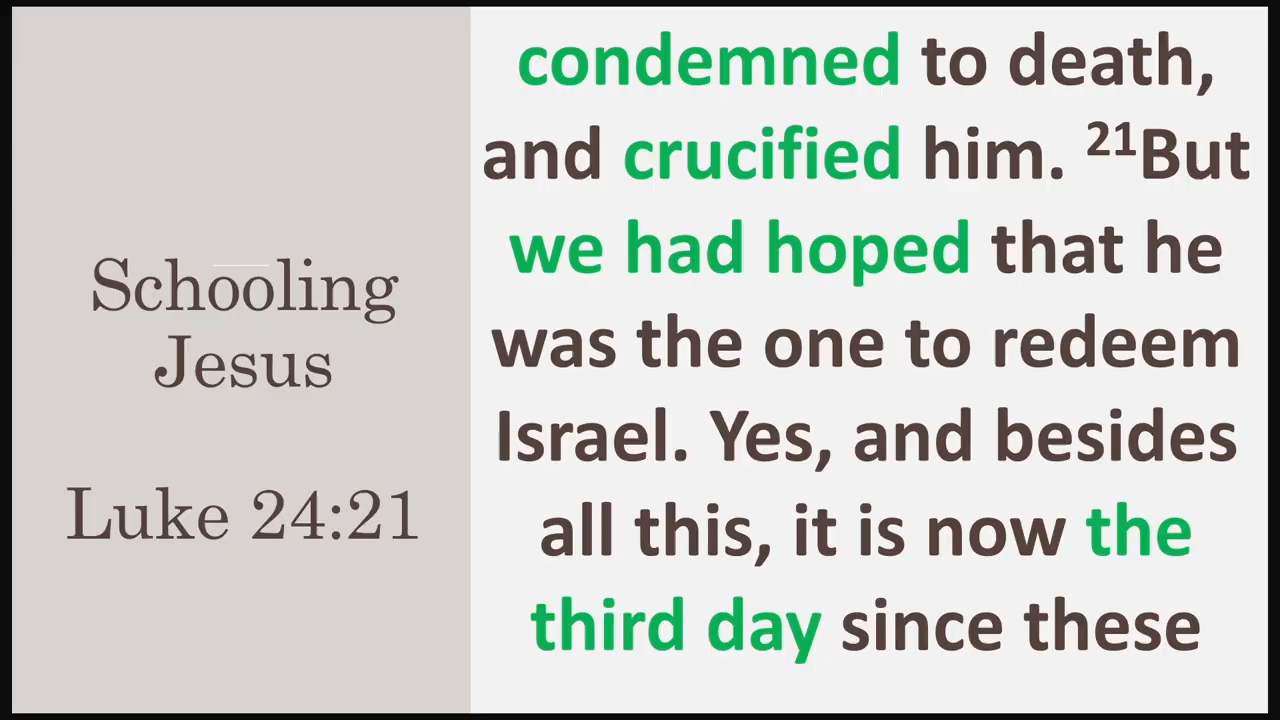 Schooling
Jesus
Luke 24:21
condemned to death,
and crucified him. ²¹But
we had hoped that he
was the one to redeem
Israel. Yes, and besides
all this, it is now the
third day since these